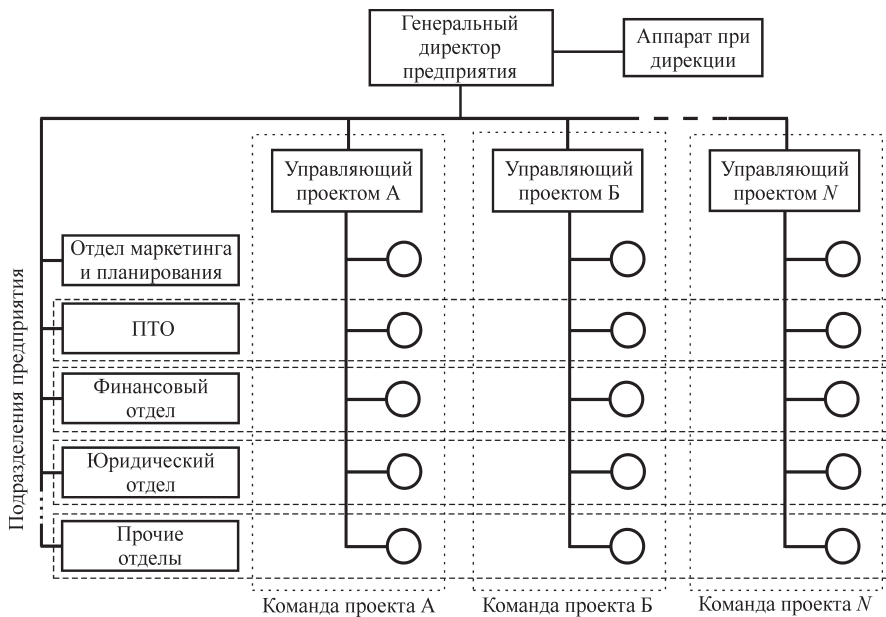 Генеральный
директор
предприятия
Аппарат при
дирекции
Управляющий
проектом А
Управляющий
проектом Б
Управляющий
проектом N
Подразделения предприятия
Отдел маркетинга
и планирования
ПТО
Финансовый
отдел
Юридический
отдел
Прочие
отделы
Команда проекта А
Команда проекта Б
Команда проекта N